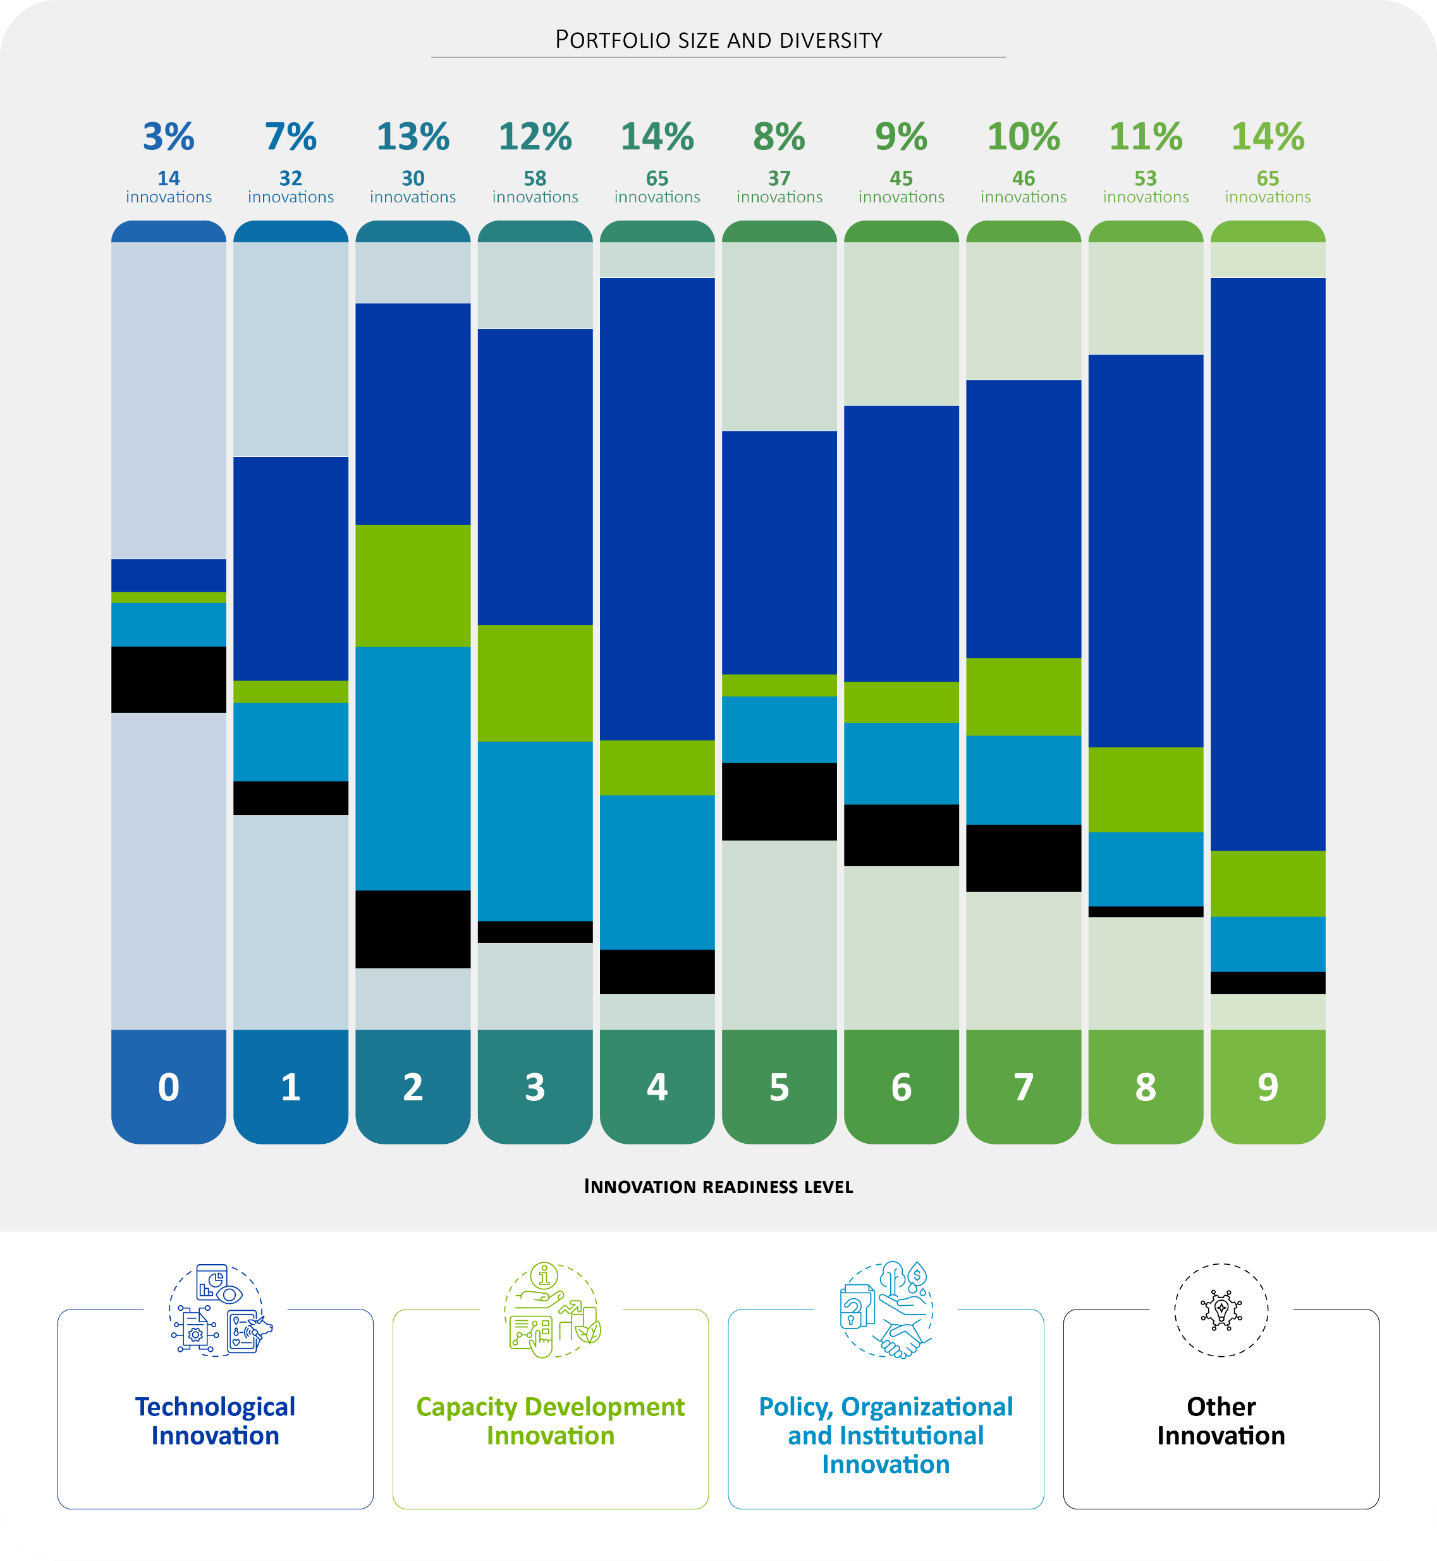 Portfolio size and diversity
3% 7% 13% 12% 14% 8% 9% 10% 11% 14%
14 32 30 58 65 37 45 46 53 65
innovations innovations innovations innovations innovations innovations innovations innovations innovations innovations
0 1 2 3 4 5 6 7 8 9
Innovation readiness level
Technological
Innovation
Capacity Development
Innovation
Policy, Organizational
and Institutional
Innovation
Other
Innovation